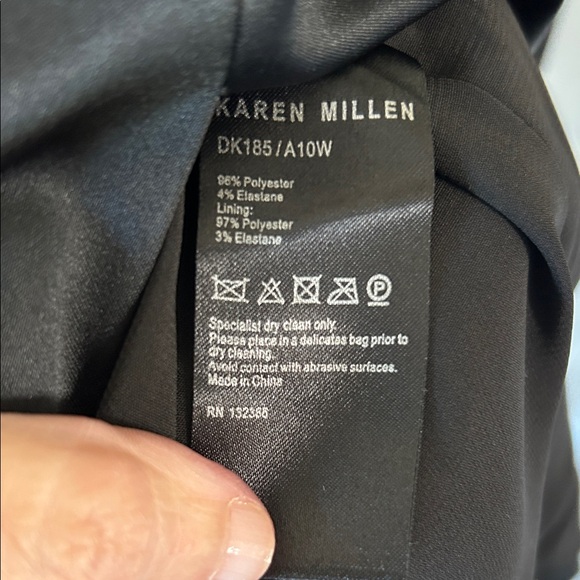 KAREN MILLEN
DK185/A10W
96% Polyester
4% Elastane
Lining:
97% Polyester
3% Elastane
P
Specialist dry clean only.
Please place in a delicates bag prior to
dry cleaning.
Avoid contact with abrasive surfaces.
Made in China
RN 132368